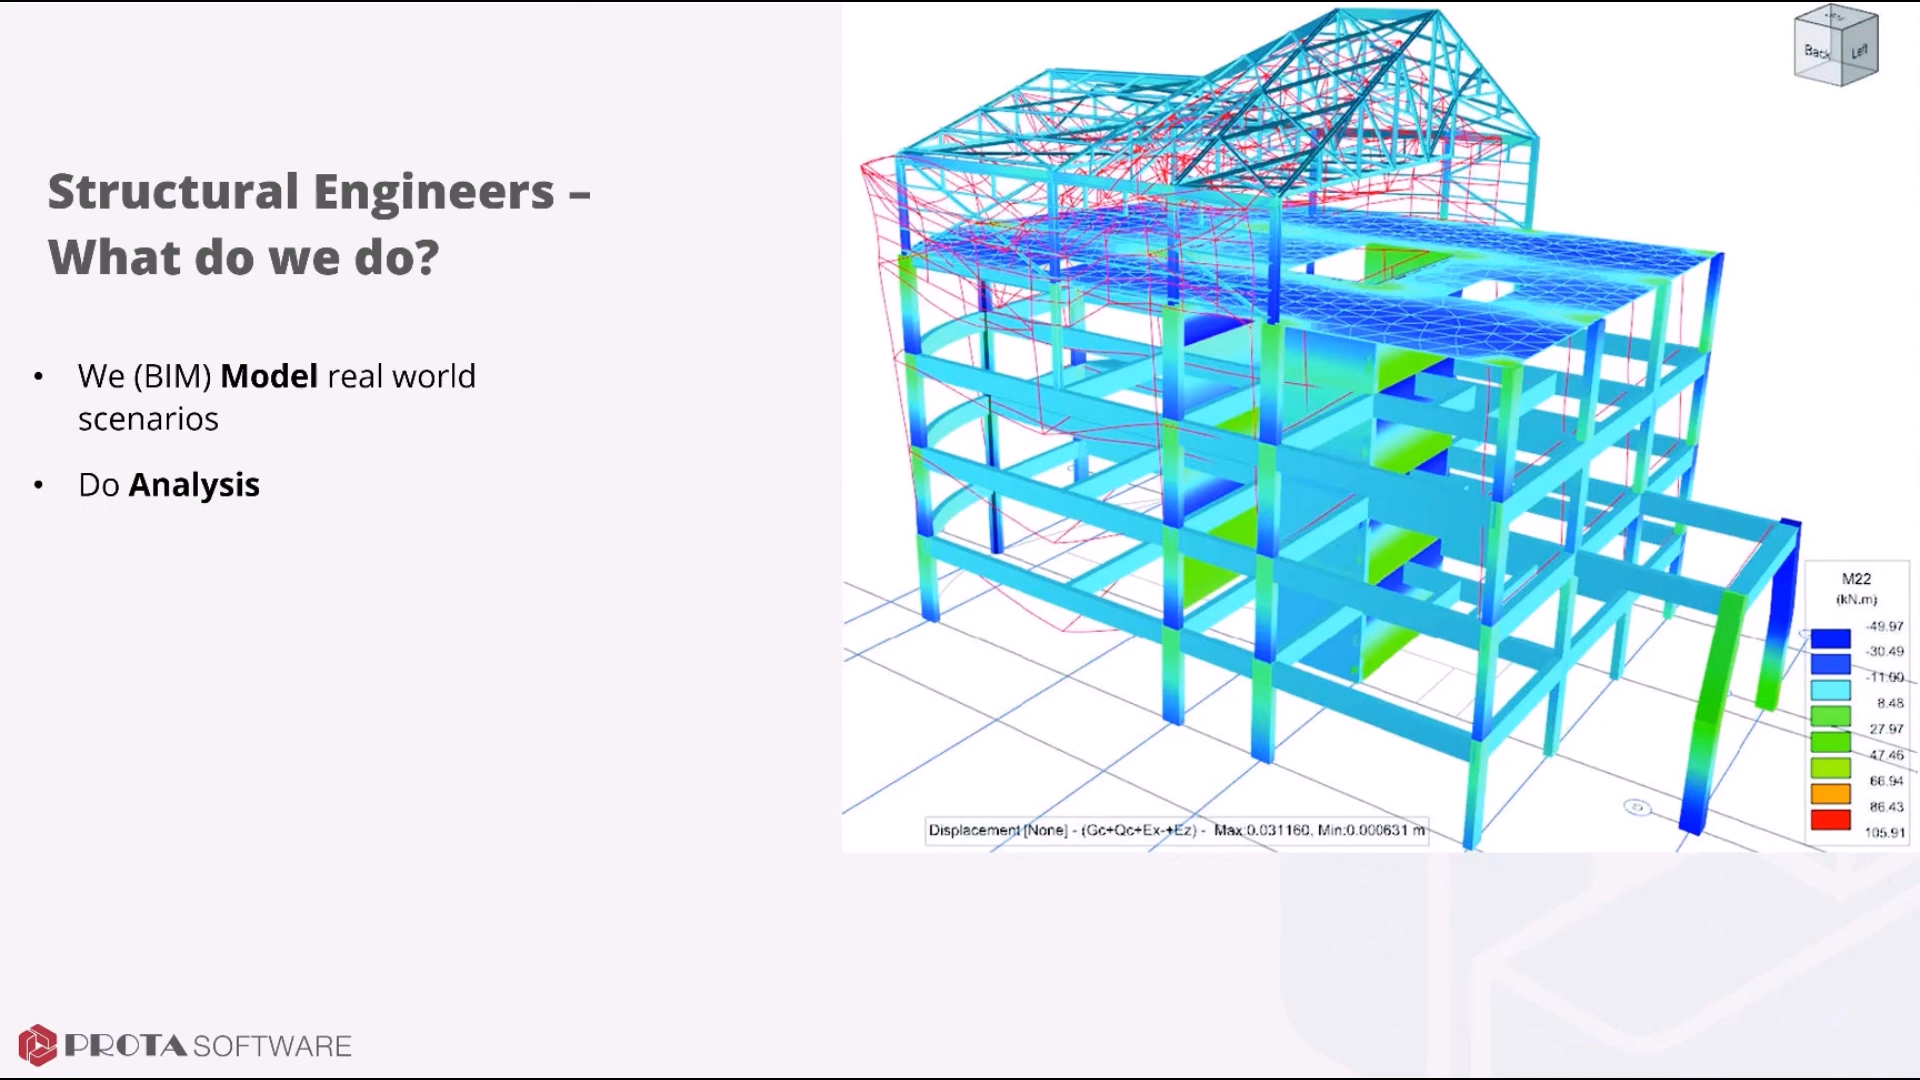 Structural Engineers –
What do we do?
• We (BIM) Model real world
scenarios
• Do Analysis
Back
Left
M22
(kN.m)
-49.97
-30.49
-11.00
8.48
27.97
47.46
66.94
86.43
105.91
Displacement [None] - (Gc+Qc+Ex-+Ez) - Max:0.031160, Min:0.000631 m
PROTA SOFTWARE